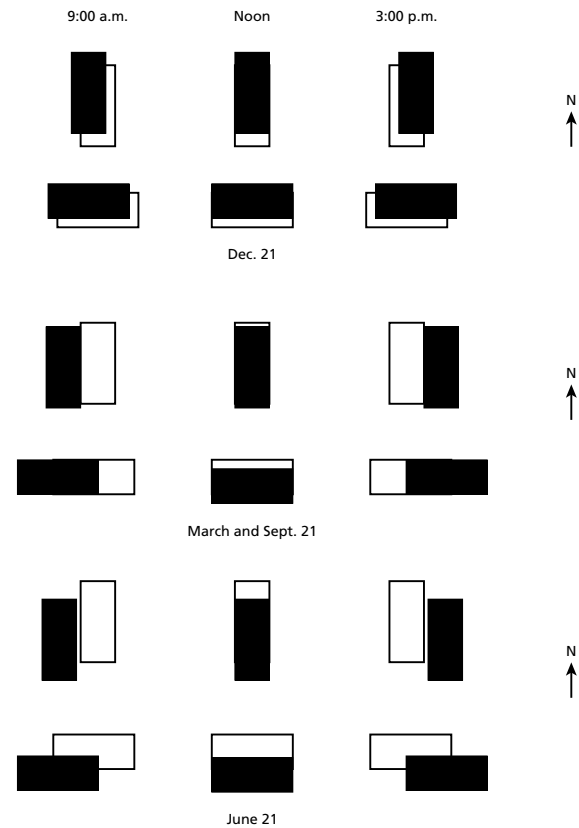 9:00 a.m. Noon 3:00 p.m.
N
Dec. 21
N
March and Sept. 21
N
June 21